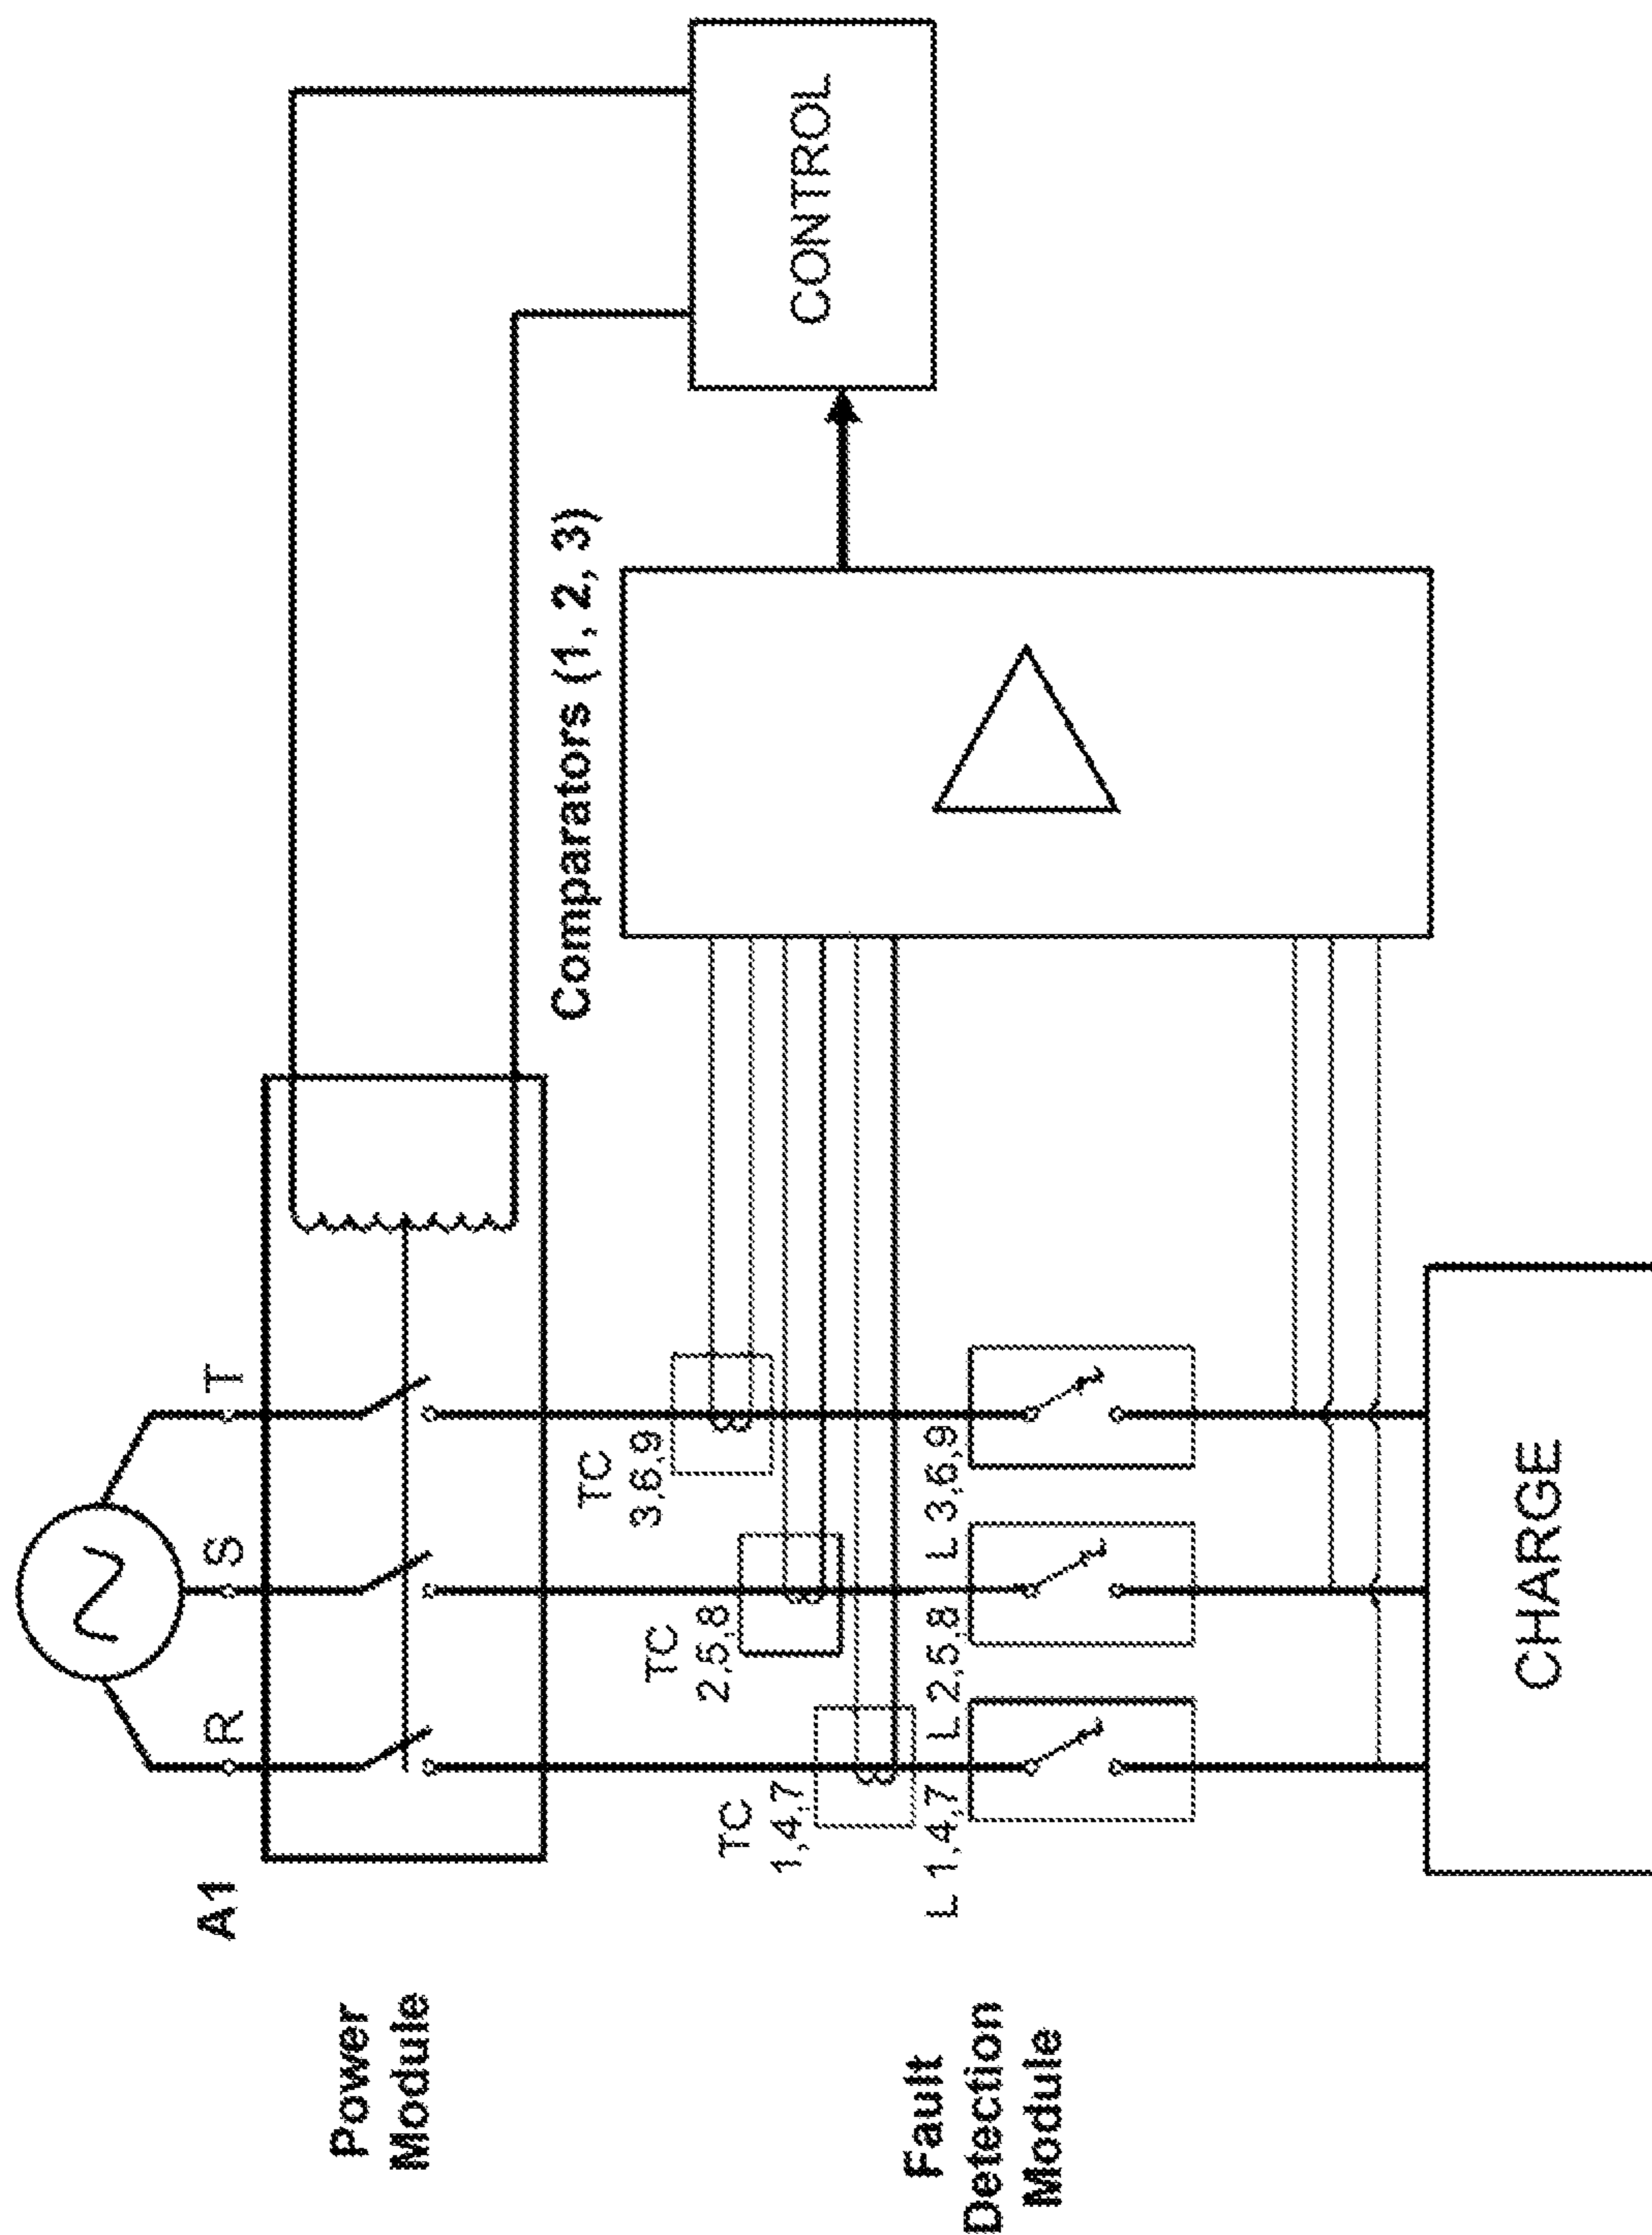 A1
R
S
T
Power
Module
CONTROL
Comparators (1, 2, 3)
TC
1,4,7
TC
2,5,8
TC
3,6,9
L 1,4,7
L 2,5,8
L 3,6,9
Fault
Detection
Module
CHARGE